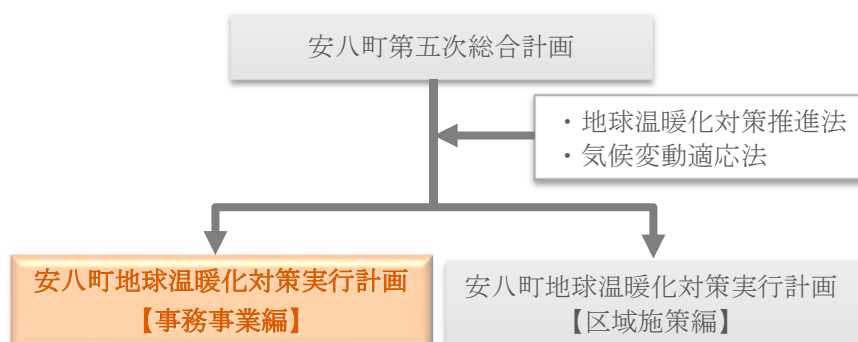 安八町第五次総合計画
・地球温暖化対策推進法
・気候変動適応法
安八町地球温暖化対策実行計画
【事務事業編】
安八町地球温暖化対策実行計画
【区域施策編】